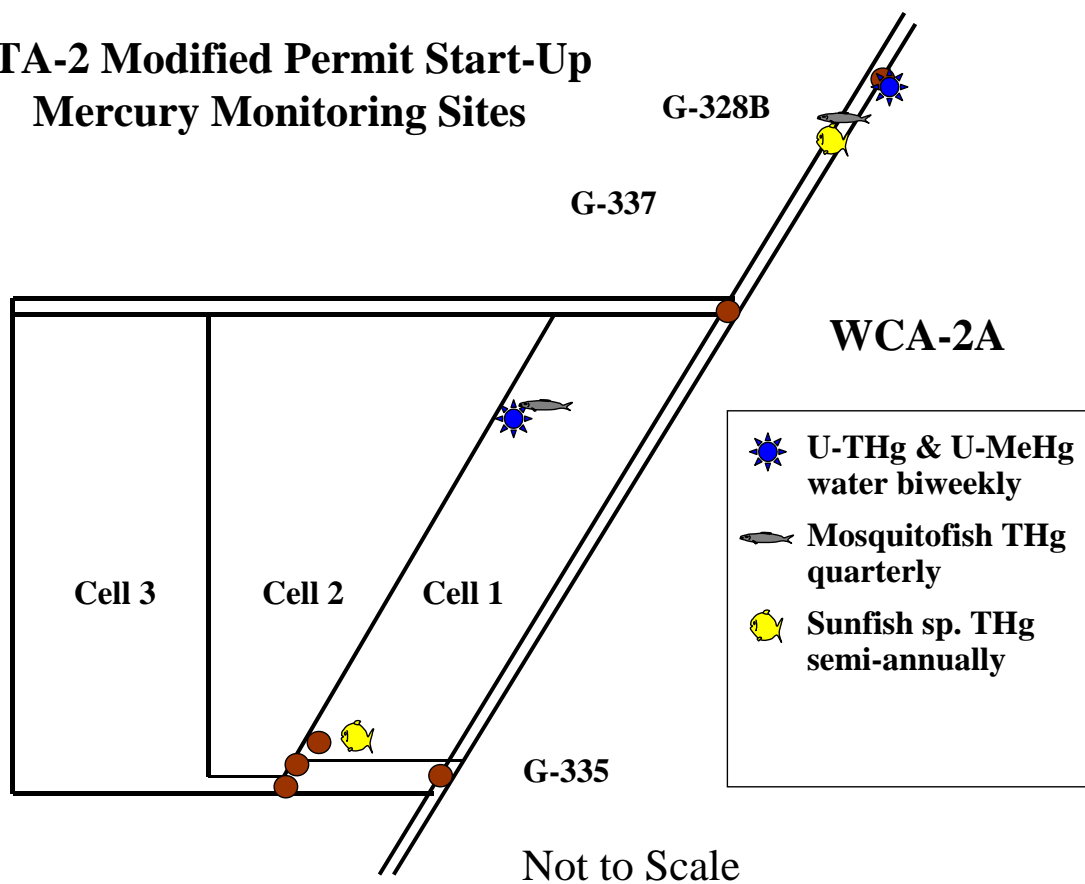 TA-2 Modified Permit Start-Up
Mercury Monitoring Sites
G-328B
G-337
WCA-2A
U-THg & U-MeHg
water biweekly
Mosquitofish THg
quarterly
Sunfish sp. THg
semi-annually
Cell 3
Cell 2
Cell 1
G-335
Not to Scale